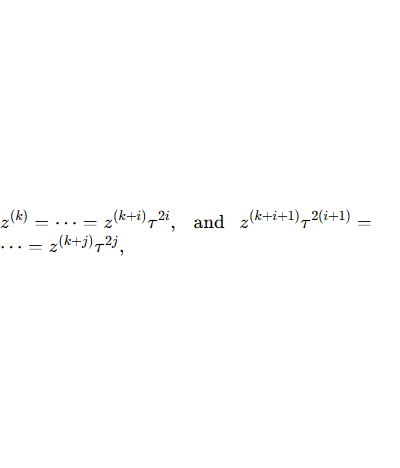 $z^{(k)} = \cdots = z^{(k+i)}\tau^{2i}$, and $z^{(k+i+1)}\tau^{2(i+1)} =$
$\cdots = z^{(k+j)}\tau^{2j}$,